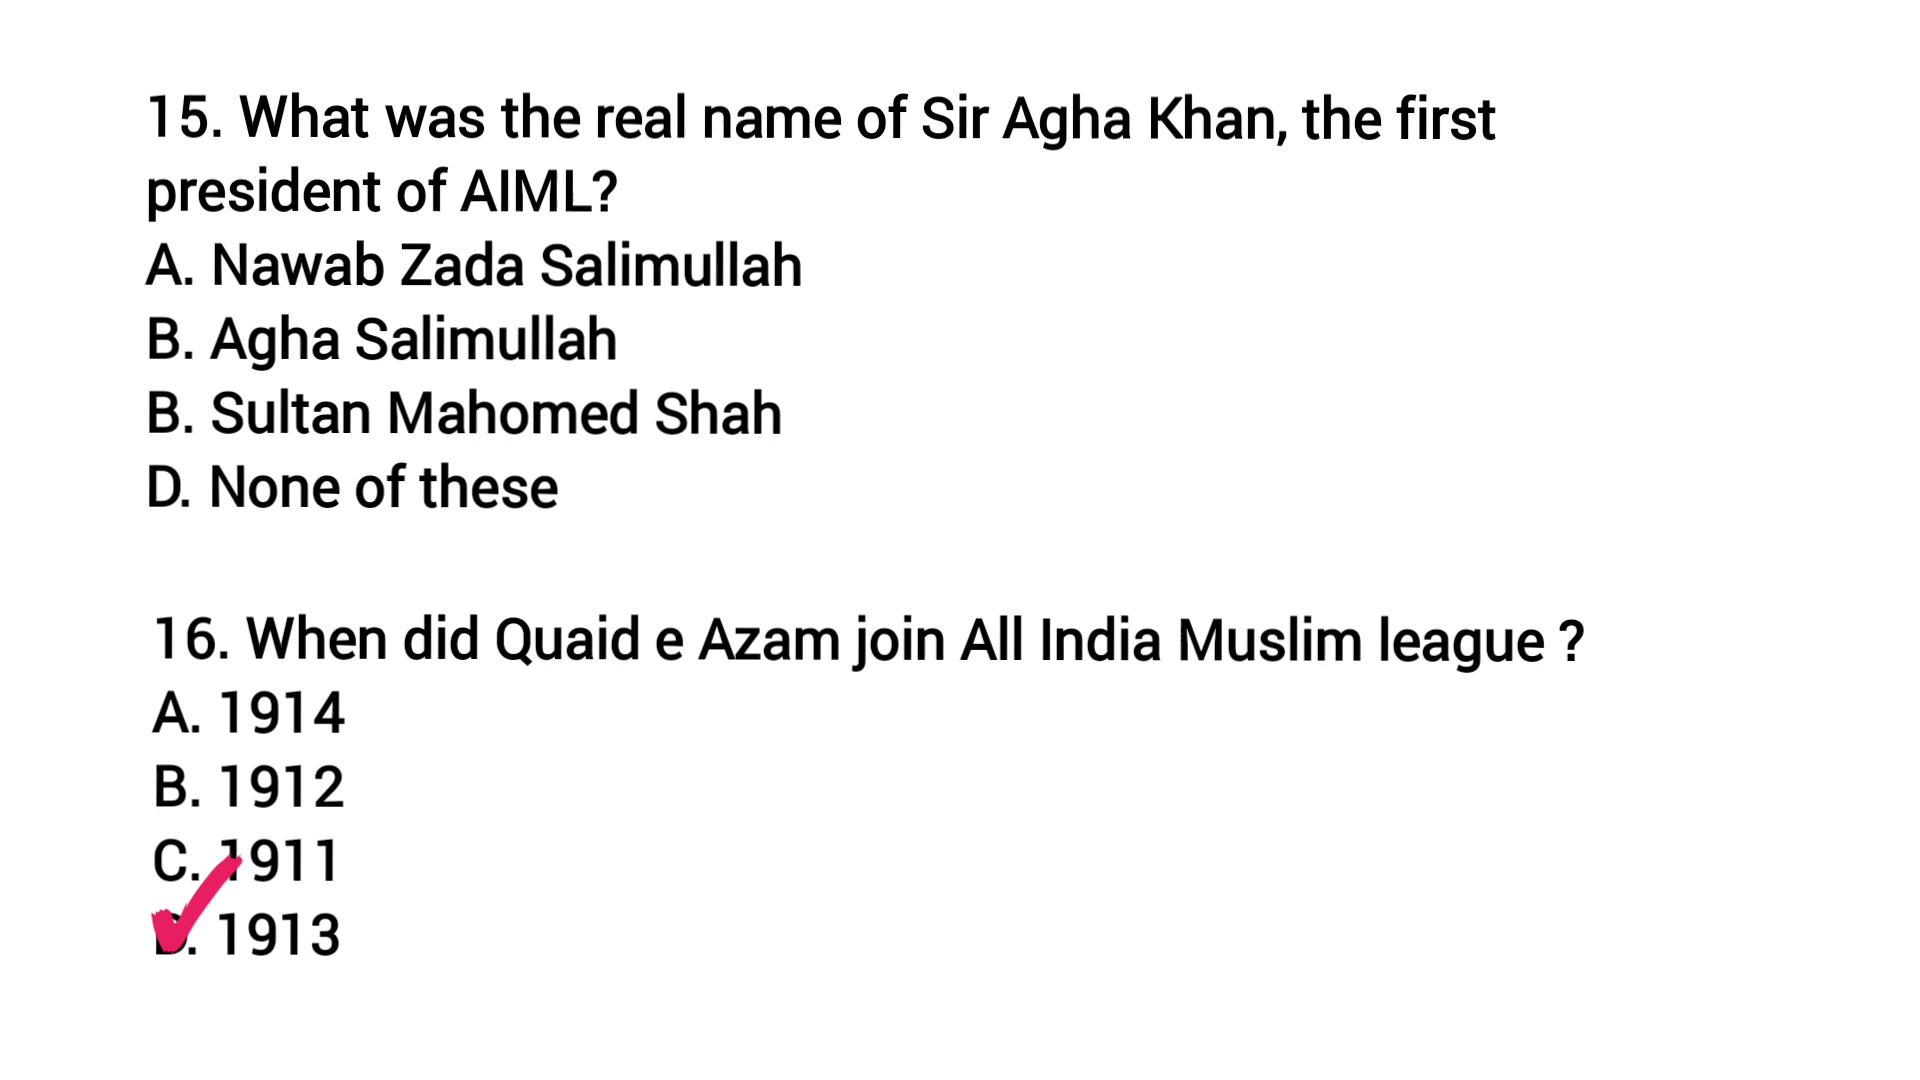 15. What was the real name of Sir Agha Khan, the first
president of AIML?
A. Nawab Zada Salimullah
B. Agha Salimullah
B. Sultan Mahomed Shah
D. None of these
16. When did Quaid e Azam join All India Muslim league ?
A. 1914
B. 1912
C. 1911
D. 1913